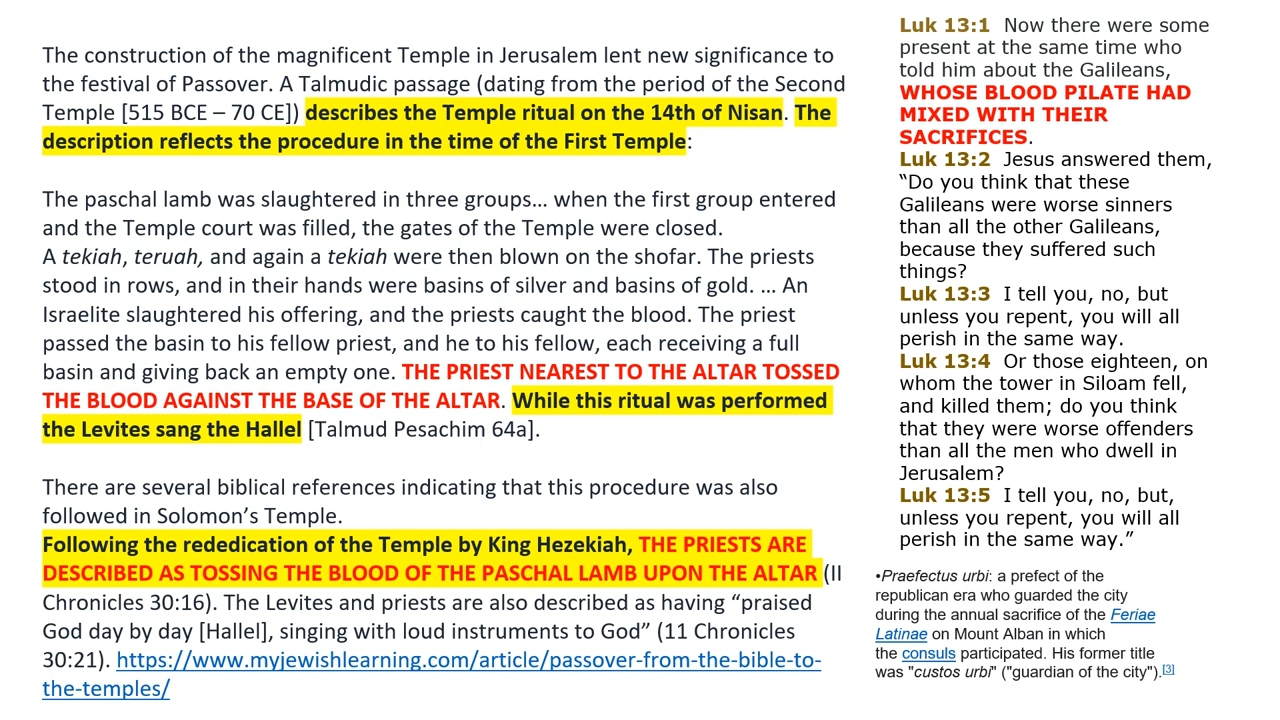 The construction of the magnificent Temple in Jerusalem lent new significance to
the festival of Passover. A Talmudic passage (dating from the period of the Second
Temple [515 BCE – 70 CE]) describes the Temple ritual on the 14th of Nisan. The
description reflects the procedure in the time of the First Temple:
The paschal lamb was slaughtered in three groups… when the first group entered
and the Temple court was filled, the gates of the Temple were closed.
A tekiah, teruah, and again a tekiah were then blown on the shofar. The priests
stood in rows, and in their hands were basins of silver and basins of gold. … An
Israelite slaughtered his offering, and the priests caught the blood. The priest
passed the basin to his fellow priest, and he to his fellow, each receiving a full
basin and giving back an empty one. THE PRIEST NEAREST TO THE ALTAR TOSSED
THE BLOOD AGAINST THE BASE OF THE ALTAR. While this ritual was performed
the Levites sang the Hallel [Talmud Pesachim 64a].
There are several biblical references indicating that this procedure was also
followed in Solomon’s Temple.
Following the rededication of the Temple by King Hezekiah, THE PRIESTS ARE
DESCRIBED AS TOSSING THE BLOOD OF THE PASCHAL LAMB UPON THE ALTAR (II
Chronicles 30:16). The Levites and priests are also described as having “praised
God day by day [Hallel], singing with loud instruments to God” (11 Chronicles
30:21). https://www.myjewishlearning.com/article/passover-from-the-bible-to-
the-temples/
Luk 13:1 Now there were some
present at the same time who
told him about the Galileans,
WHOSE BLOOD PILATE HAD
MIXED WITH THEIR
SACRIFICES.
Luk 13:2 Jesus answered them,
“Do you think that these
Galileans were worse sinners
than all the other Galileans,
because they suffered such
things?
Luk 13:3 I tell you, no, but
unless you repent, you will all
perish in the same way.
Luk 13:4 Or those eighteen, on
whom the tower in Siloam fell,
and killed them; do you think
that they were worse offenders
than all the men who dwell in
Jerusalem?
Luk 13:5 I tell you, no, but,
unless you repent, you will all
perish in the same way.”
•Praefectus urbi: a prefect of the
republican era who guarded the city
during the annual sacrifice of the Feriae
Latinae on Mount Alban in which
the consuls participated. His former title
was "custos urbi" ("guardian of the city").[3]